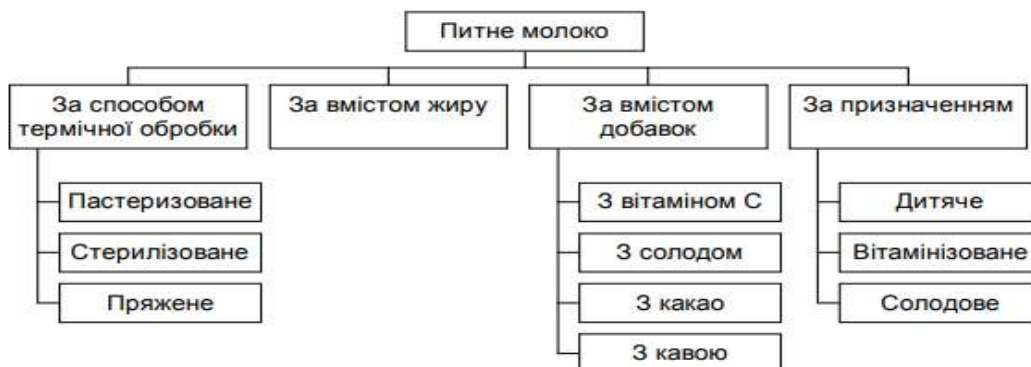 Питне молоко
За способом
термічної обробки
За вмістом жиру
За вмістом
добавок
За призначенням
Пастеризоване
Стерилізоване
Пряжене
З вітаміном С
З солодом
З какао
З кавою
Дитяче
Вітамінізоване
Солодове